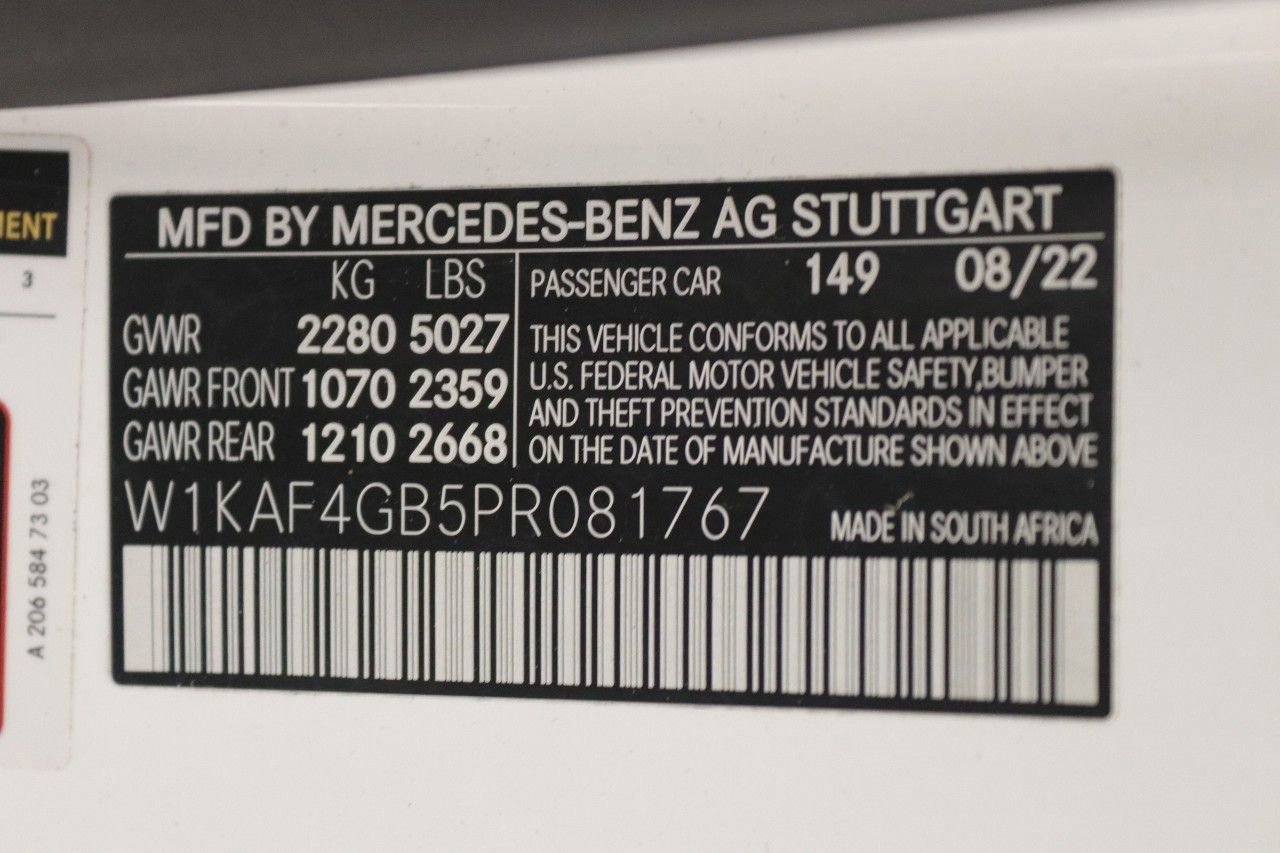 MENT
3
A 206 584 73 03
MFD BY MERCEDES-BENZ AG STUTTGART
KG LBS
GVWR 2280 5027
GAWR FRONT 1070 2359
GAWR REAR 1210 2668
PASSENGER CAR 149 08/22
THIS VEHICLE CONFORMS TO ALL APPLICABLE
U.S. FEDERAL MOTOR VEHICLE SAFETY,BUMPER
AND THEFT PREVENTION STANDARDS IN EFFECT
ON THE DATE OF MANUFACTURE SHOWN ABOVE
W1KAF4GB5PR081767 MADE IN SOUTH AFRICA